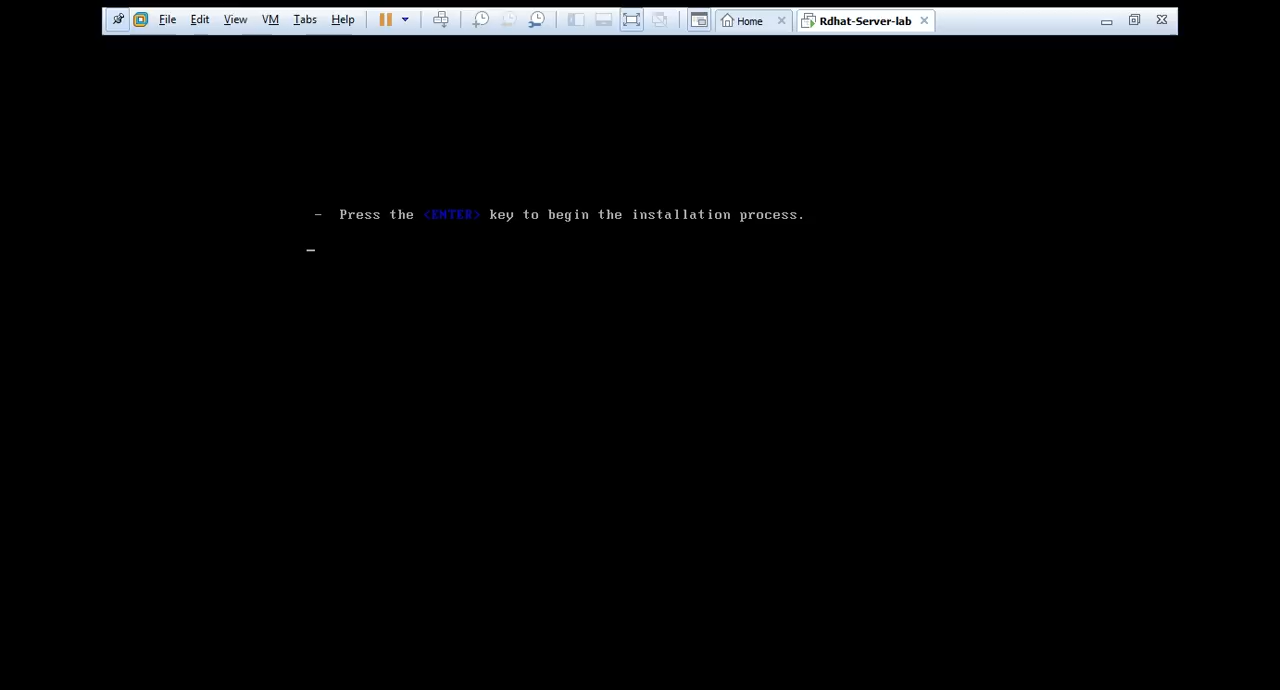 File Edit View VM Tabs Help Home Rdhat-Server-lab
- Press the <ENTER> key to begin the installation process.
_